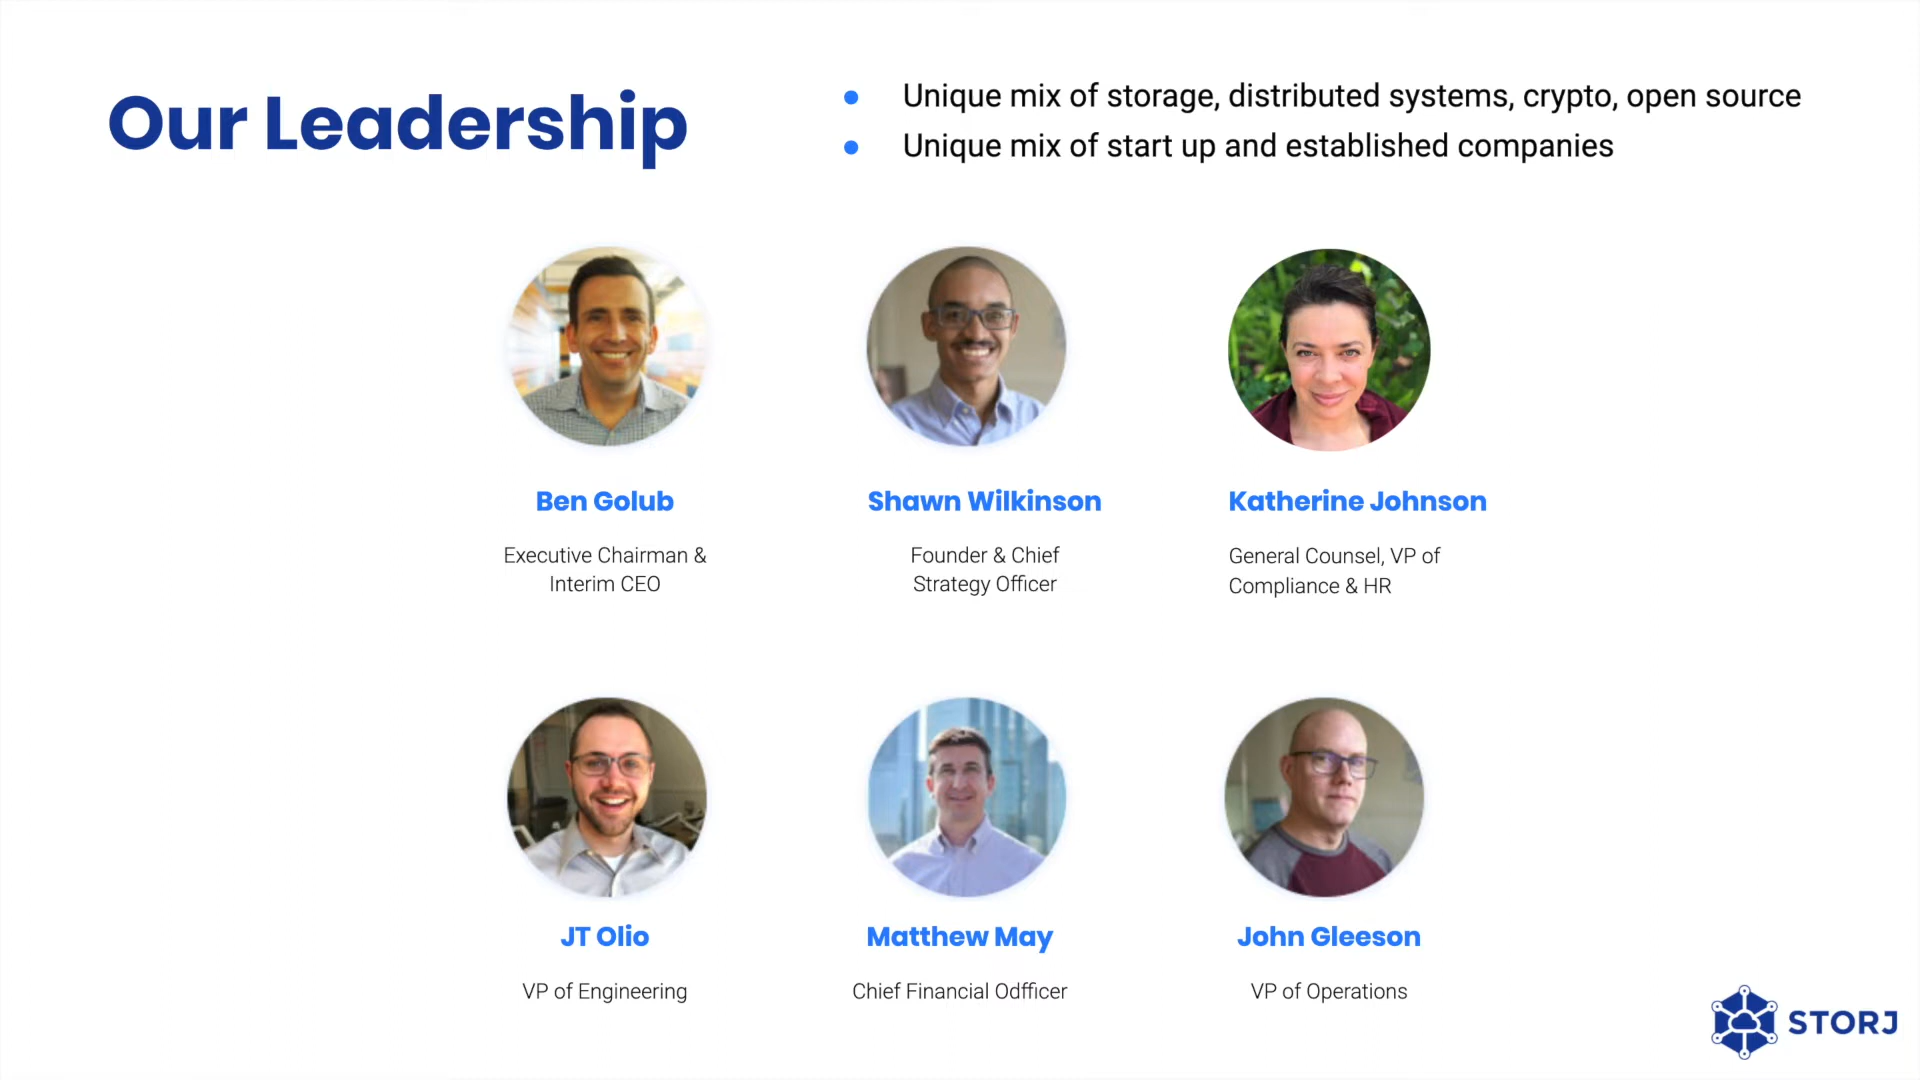 Our Leadership
Unique mix of storage, distributed systems, crypto, open source
Unique mix of start up and established companies
Ben Golub
Executive Chairman &
Interim CEO
Shawn Wilkinson
Founder & Chief
Strategy Officer
Katherine Johnson
General Counsel, VP of
Compliance & HR
JT Olio
VP of Engineering
Matthew May
Chief Financial Odfficer
John Gleeson
VP of Operations
STORJ